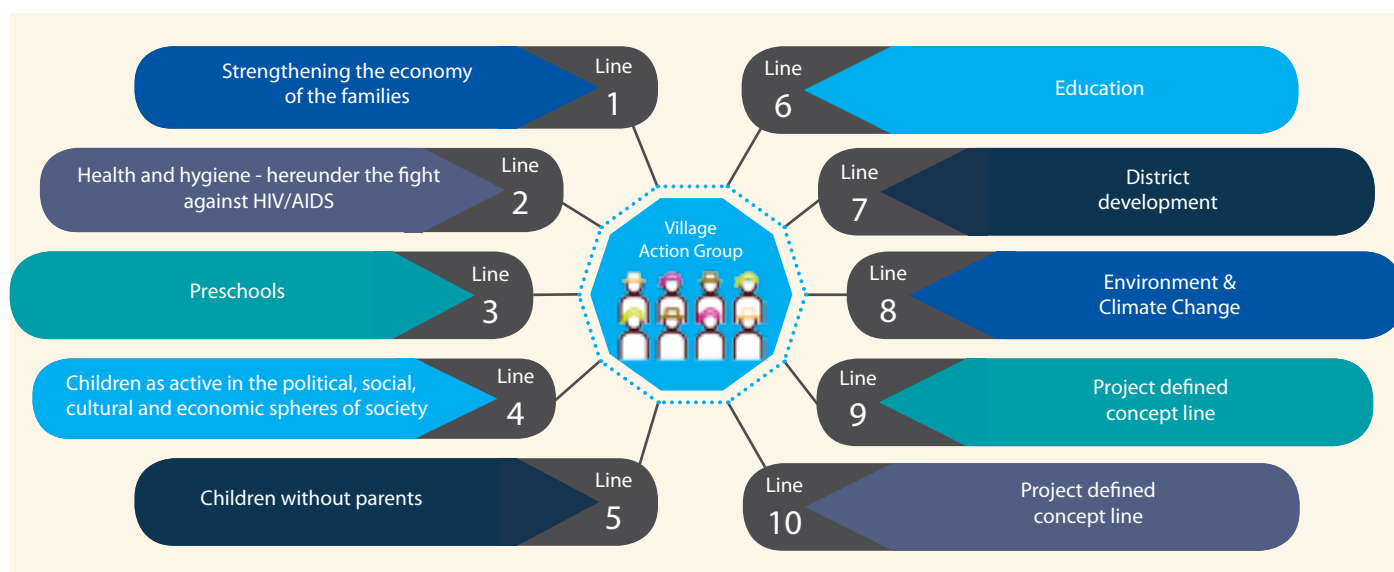 Strengthening the economy
of the families
Line
1
Health and hygiene - hereunder the fight
against HIV/AIDS
Line
2
Preschools
Line
3
Children as active in the political, social,
cultural and economic spheres of society
Line
4
Children without parents
Line
5
Village
Action Group
Line
6
Education
Line
7
District
development
Line
8
Environment &
Climate Change
Line
9
Project defined
concept line
Line
10
Project defined
concept line